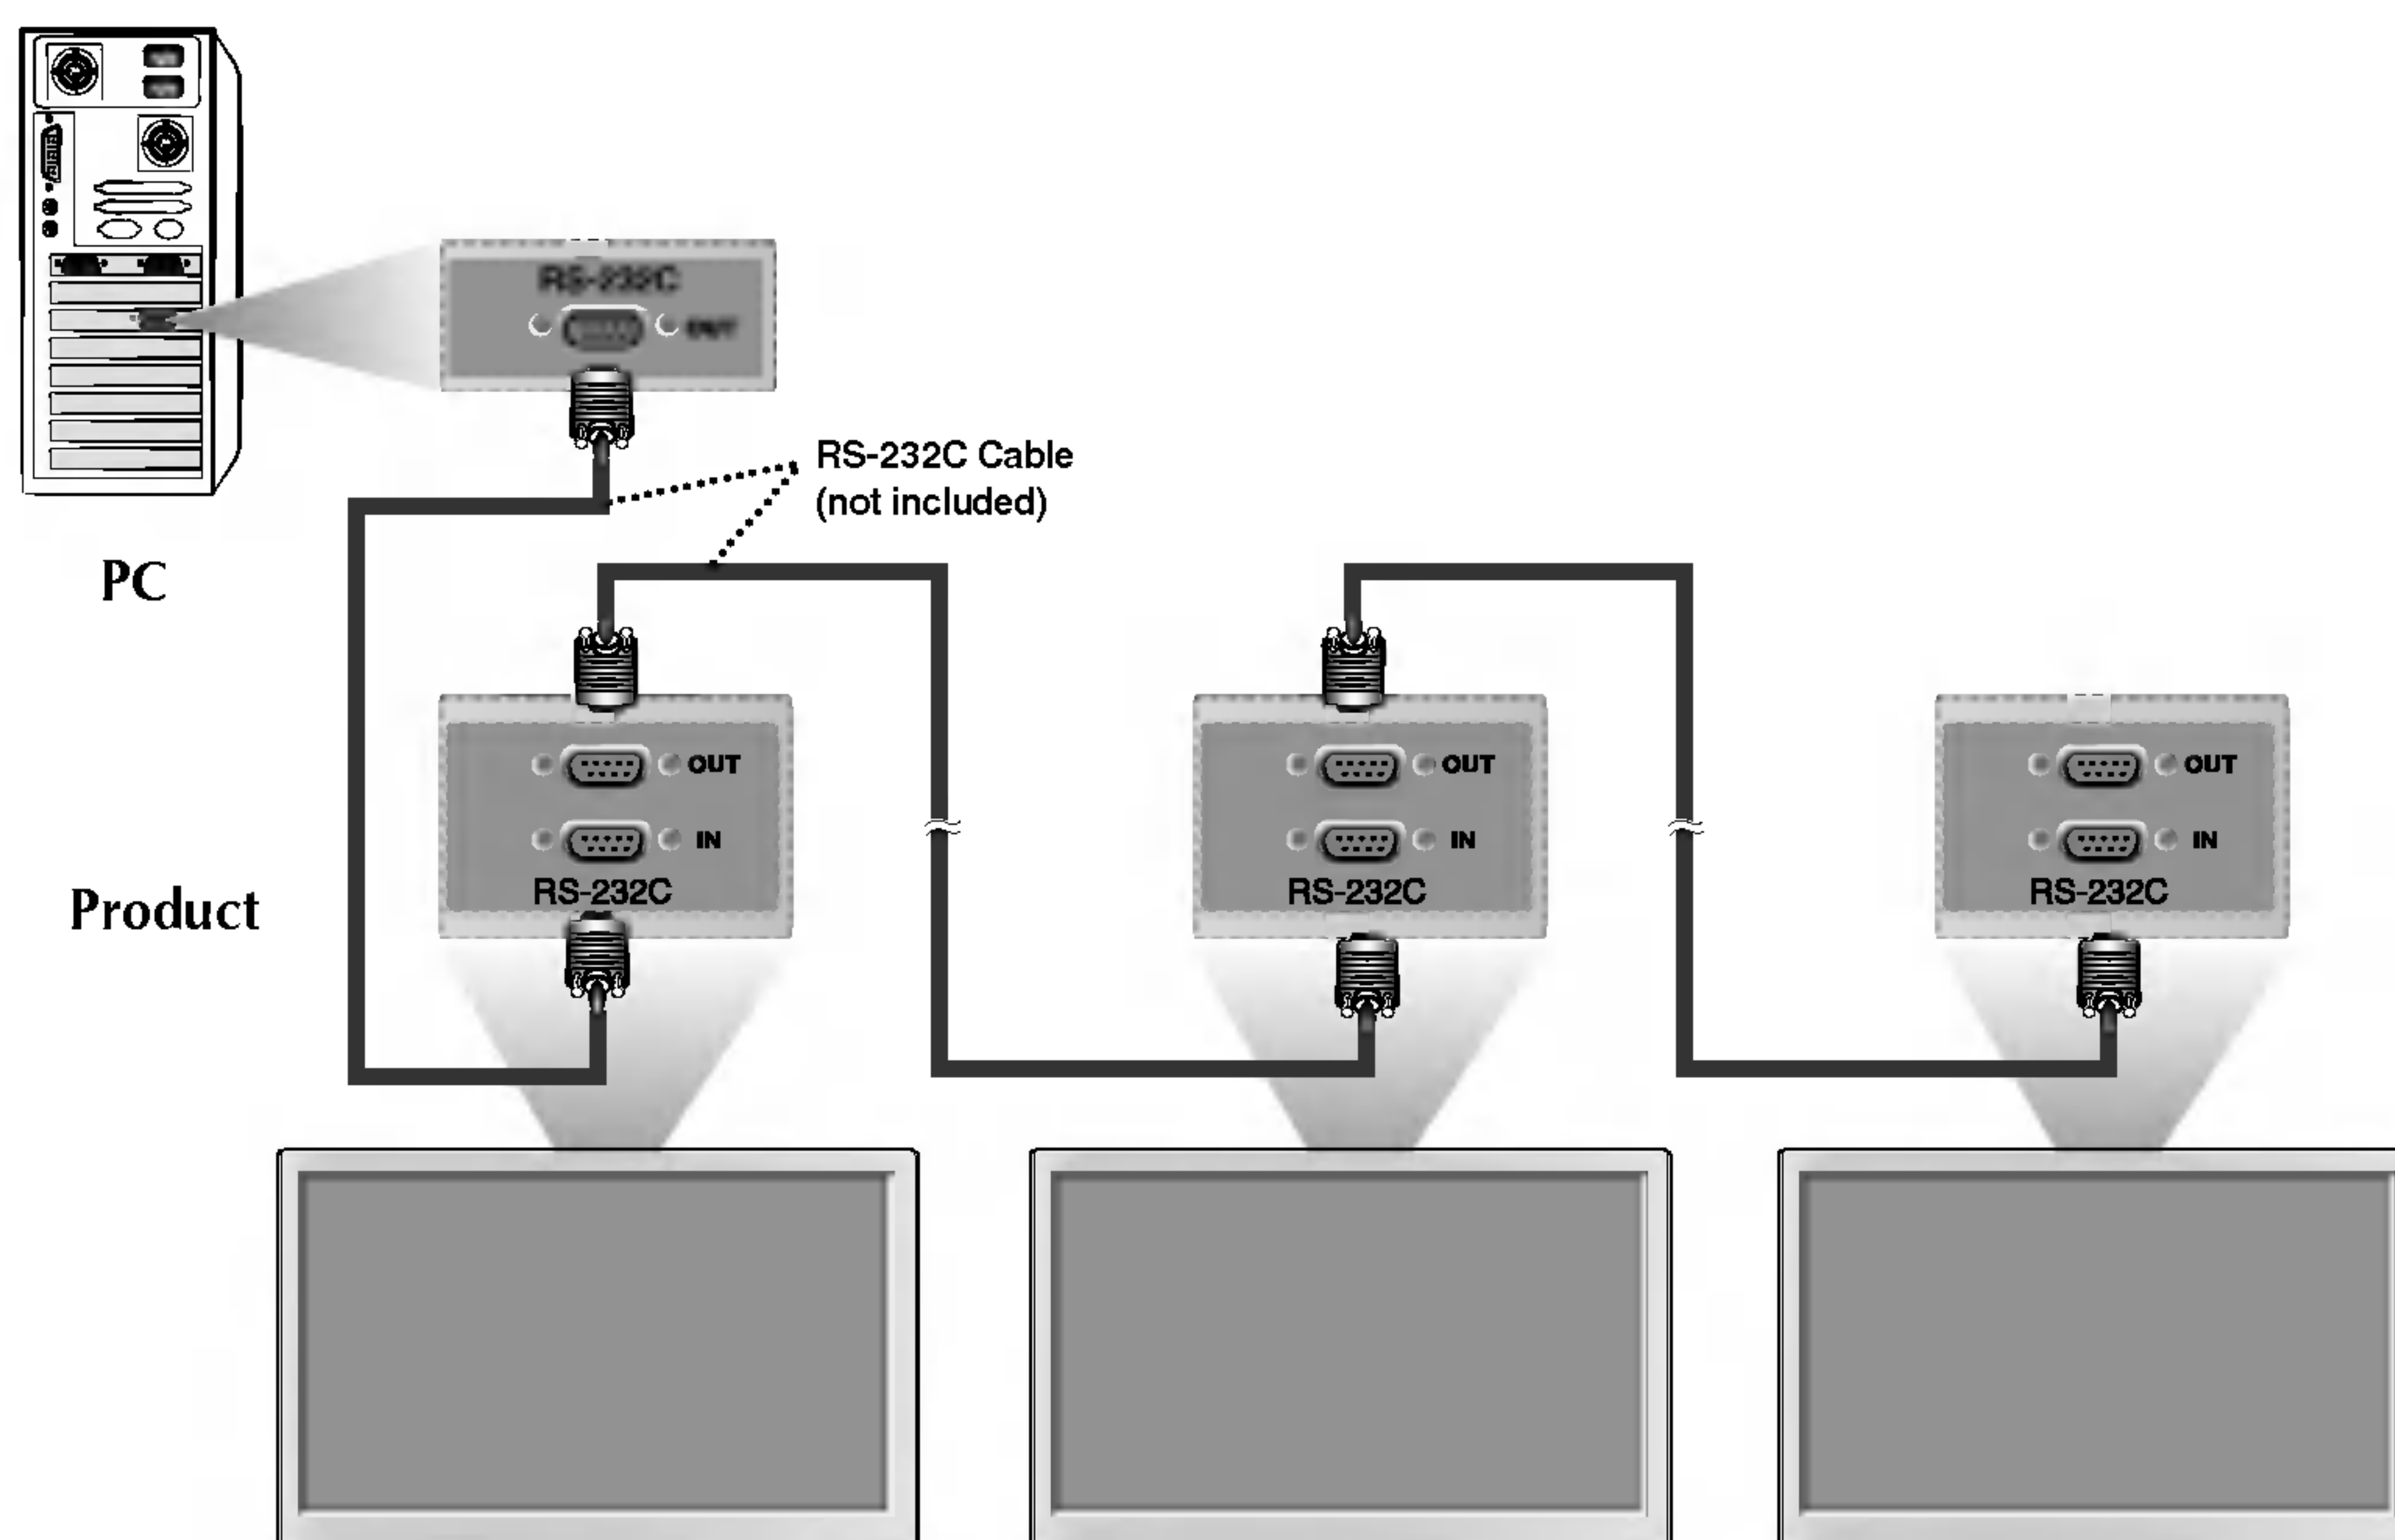 RS-232C
OUT
RS-232C Cable
(not included)
PC
OUT
IN
RS-232C
OUT
IN
RS-232C
OUT
IN
RS-232C
Product